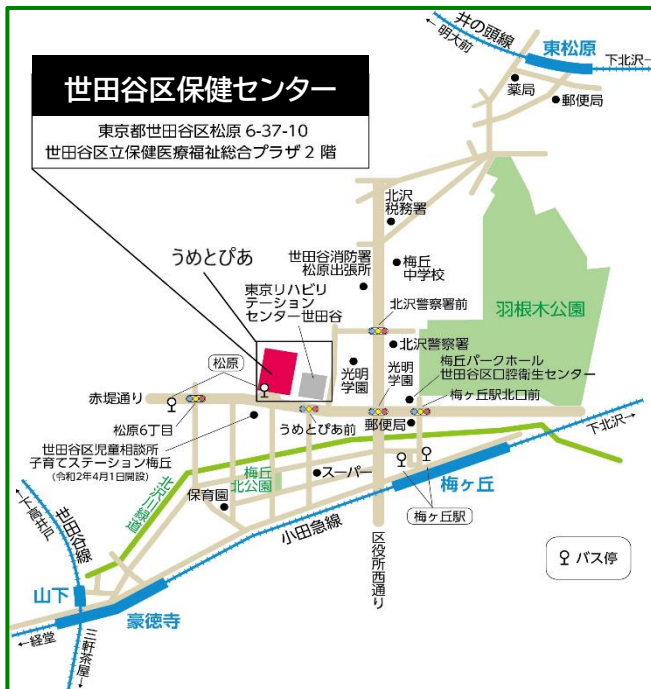 井の頭線
←明大前
東松原
下北沢→
薬局
郵便局
世田谷区保健センター
東京都世田谷区松原 6-37-10
世田谷区立保健医療福祉総合プラザ 2 階
北沢
税務署
うめとぴあ
世田谷消防署
松原出張所
梅丘
中学校
東京リハビリ
テーション
センター世田谷
北沢警察署前
羽根木公園
北沢警察署
松原
光明
学園
光明
学園
梅丘パークホール
世田谷区口腔衛生センター
赤堤通り
梅ヶ丘駅北口前
松原6丁目
うめとぴあ前
郵便局
下北沢→
世田谷区児童相談所
子育てステーション梅丘
(令和2年4月1日開設)
梅丘
北公園
スーパー
梅ヶ丘
北沢川緑道
保育園
梅ヶ丘駅
←下高井戸
世田谷線
小田急線
区役所西通り
バス停
山下
豪徳寺
←経堂
三軒茶屋→